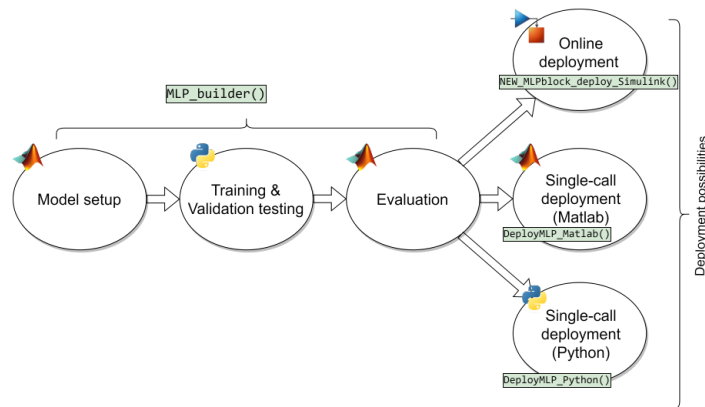 MLP_builder()
Model setup
Training &
Validation testing
Evaluation
Online
deployment
NEW_MLPblock_deploy_Simulink()
Single-call
deployment
(Matlab)
DeployMLP_Matlab()
Single-call
deployment
(Python)
DeployMLP_Python()
Deployment possibilities